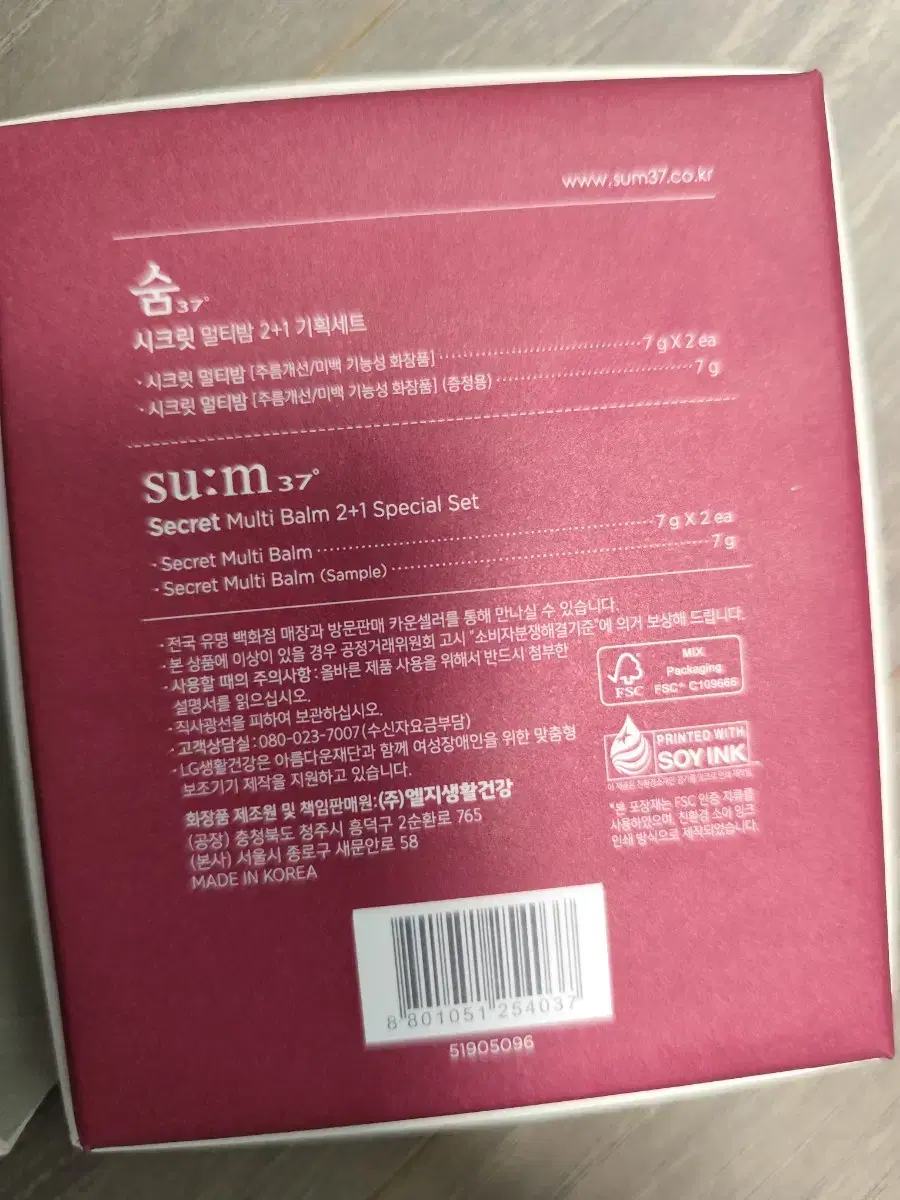 www.sum37.co.kr
숨37°
시크릿 멀티밤 2+1 기획세트
· 시크릿 멀티밤 [주름개선/미백 기능성 화장품] ································ 7 g X 2 ea
· 시크릿 멀티밤 [주름개선/미백 기능성 화장품] (증정용) ································ 7 g
su:m37°
Secret Multi Balm 2+1 Special Set
· Secret Multi Balm ································ 7 g X 2 ea
· Secret Multi Balm (Sample) ································ 7 g
· 전국 유명 백화점 매장과 방문판매 카운셀러를 통해 만나실 수 있습니다.
· 본 상품에 이상이 있을 경우 공정거래위원회 고시 "소비자분쟁해결기준"에 의거 보상해 드립니다.
· 사용할 때의 주의사항 : 올바른 제품 사용을 위해서 반드시 첨부한
설명서를 읽으십시오.
· 직사광선을 피하여 보관하십시오.
· 고객상담실 : 080-023-7007 (수신자요금부담)
· LG생활건강은 아름다운재단과 함께 여성장애인을 위한 맞춤형
보조기기 제작을 지원하고 있습니다.
화장품 제조원 및 책임판매원 : (주)엘지생활건강
(공장) 충청북도 청주시 흥덕구 2순환로 765
(본사) 서울시 종로구 새문안로 58
MADE IN KOREA
FSC
MIX
Packaging
FSC® C109666
PRINTED WITH
SOY INK
*본 포장재는 FSC 인증 지류를
사용하였으며, 친환경 소이 잉크
인쇄 방식으로 제작되었습니다.
8 801051 254037
51905096